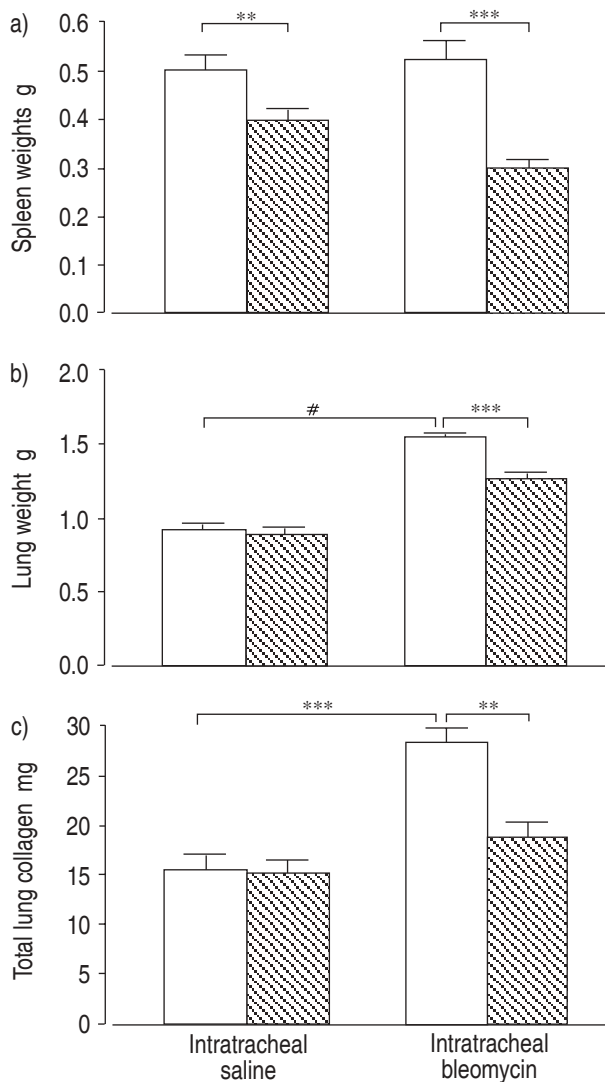 a)
Spleen weights g
0.6
0.5
0.4
0.3
0.2
0.1
0.0
**
***
b)
Lung weight g
2.0
1.5
1.0
0.5
0.0
#
***
c)
Total lung collagen mg
30
25
20
15
10
5
0
***
**
Intratracheal
saline
Intratracheal
bleomycin